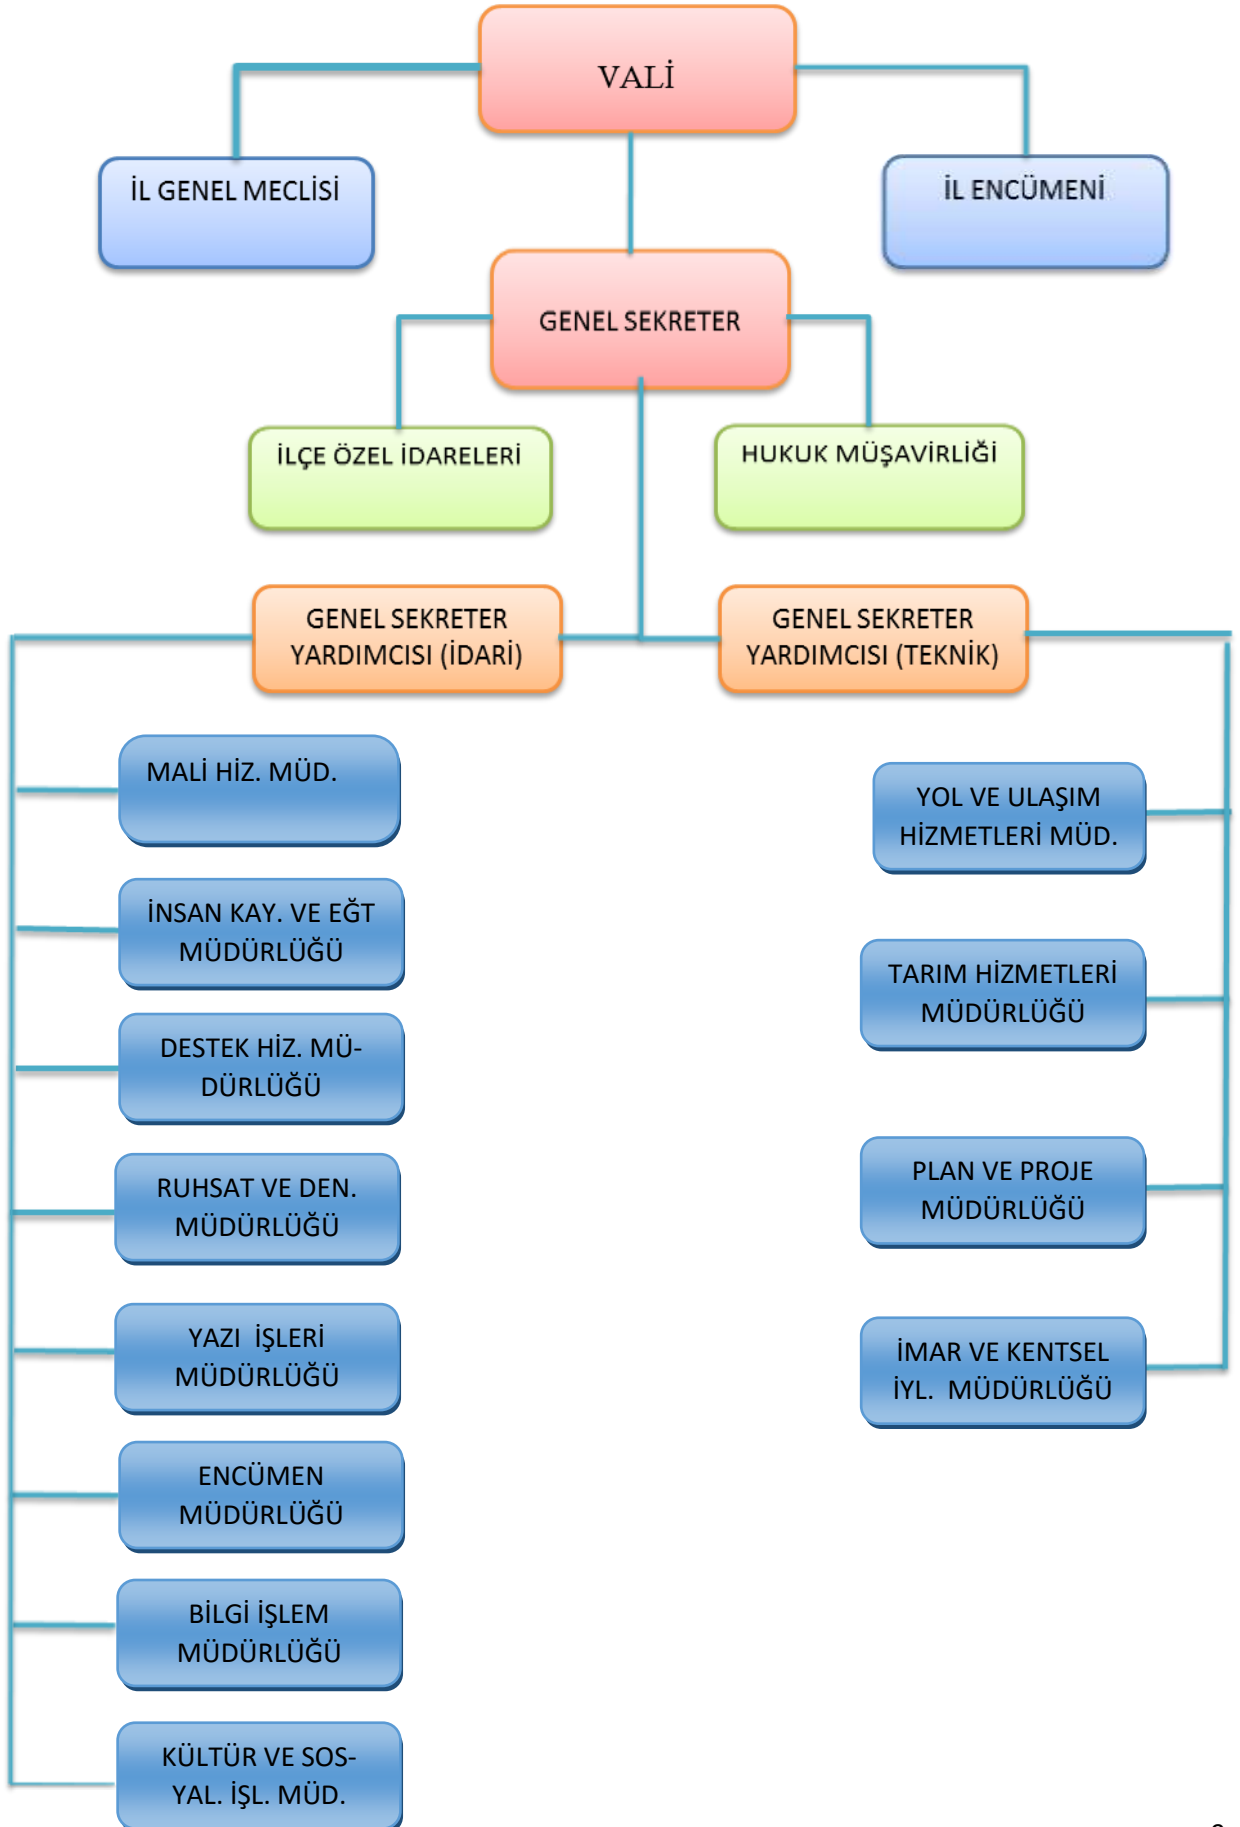 VALİ
İL GENEL MECLİSİ
İL ENCÜMENİ
GENEL SEKRETER
İLÇE ÖZEL İDARELERİ
HUKUK MÜŞAVİRLİĞİ
GENEL SEKRETER
YARDIMCISI (İDARİ)
GENEL SEKRETER
YARDIMCISI (TEKNİK)
MALİ HİZ. MÜD.
İNSAN KAY. VE EĞT
MÜDÜRLÜĞÜ
DESTEK HİZ. MÜ-
DÜRLÜĞÜ
RUHSAT VE DEN.
MÜDÜRLÜĞÜ
YAZI  İŞLERİ
MÜDÜRLÜĞÜ
ENCÜMEN
MÜDÜRLÜĞÜ
BİLGİ İŞLEM
MÜDÜRLÜĞÜ
KÜLTÜR VE SOS-
YAL. İŞL. MÜD.
YOL VE ULAŞIM
HİZMETLERİ MÜD.
TARIM HİZMETLERİ
MÜDÜRLÜĞÜ
PLAN VE PROJE
MÜDÜRLÜĞÜ
İMAR VE KENTSEL
İYL.  MÜDÜRLÜĞÜ